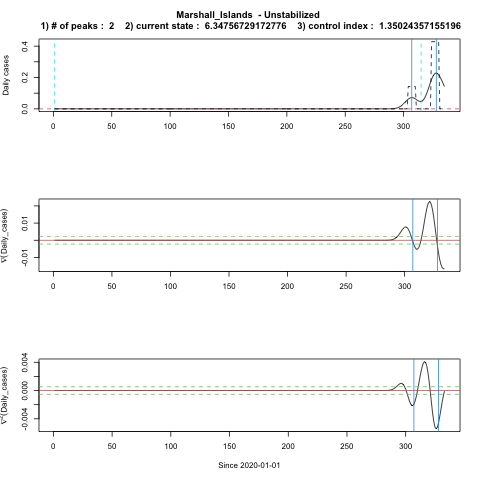 Marshall_Islands - Unstabilized
1) # of peaks : 2 2) current state : 6.34756729172776 3) control index : 1.35024357155196
Daily cases
0.4
0.2
0.0
0 50 100 150 200 250 300
∇(Daily_cases)
0.01
-0.01
0 50 100 150 200 250 300
∇²(Daily_cases)
0.004
0.000
-0.004
0 50 100 150 200 250 300
Since 2020-01-01